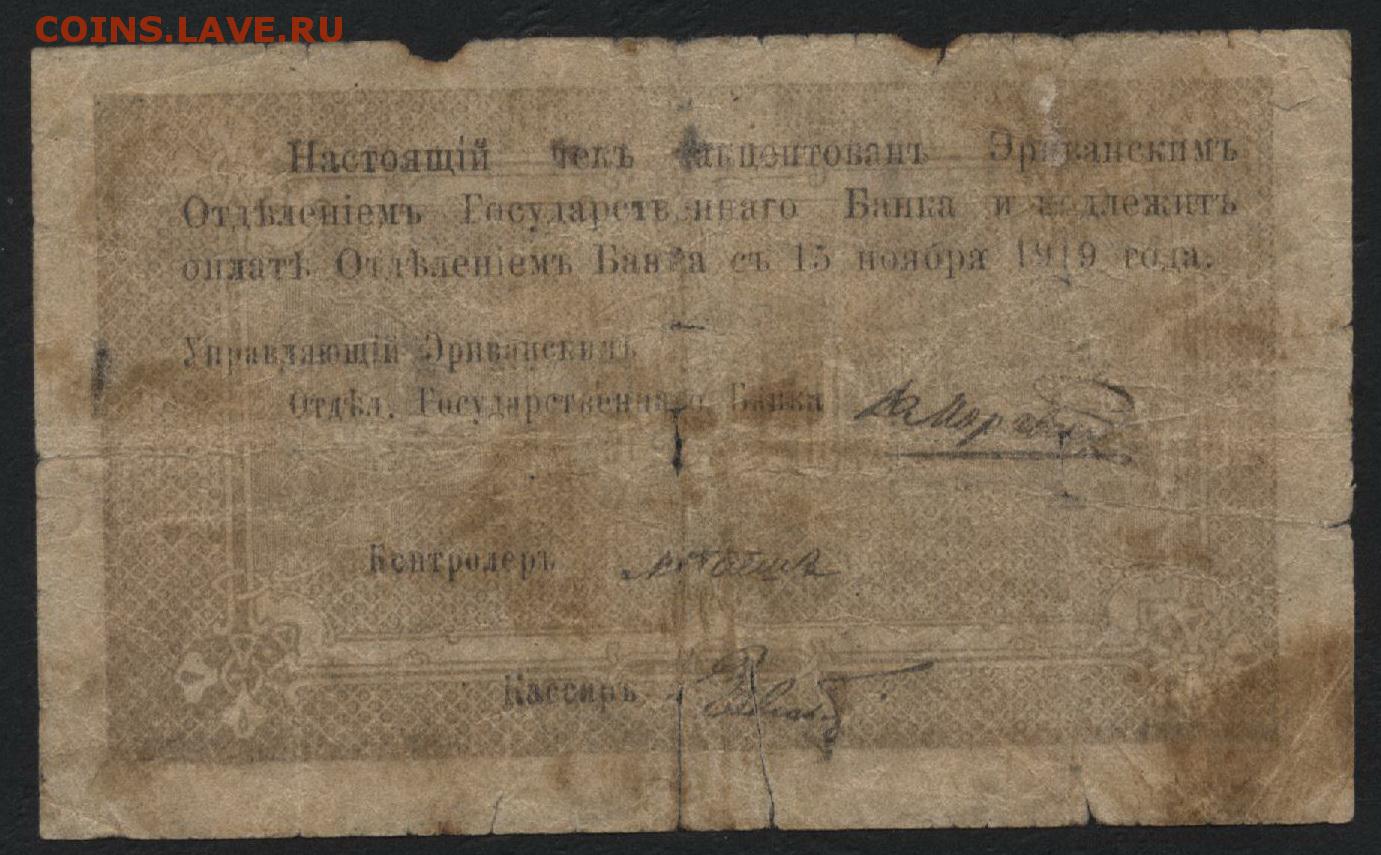 COINS.LAVE.RU
Настоящій чекъ акцептованъ Эриванскимъ
Отдѣленіемъ Государственнаго Банка и подлежитъ
оплатѣ Отдѣленіемъ Банка съ 15 ноября 1919 года.
Управляющій Эриванскимъ
Отдѣл. Государственнаго Банка
Контролеръ
Кассиръ